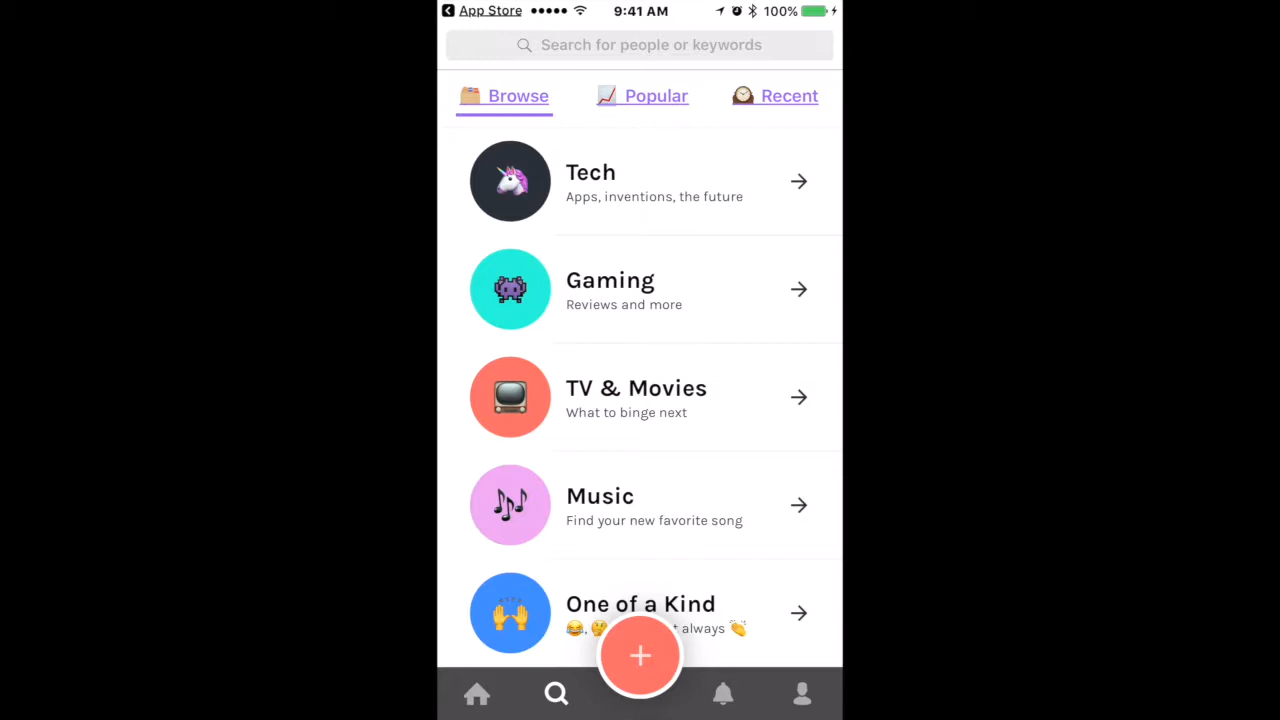 App Store 9:41 AM 100%
Search for people or keywords
Browse Popular Recent
Tech
Apps, inventions, the future
Gaming
Reviews and more
TV & Movies
What to binge next
Music
Find your new favorite song
One of a Kind
always